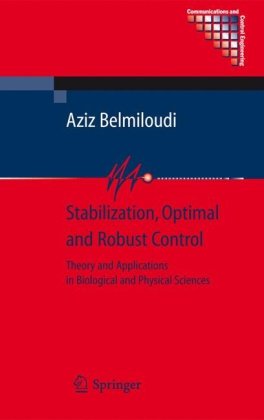 Communications and
Control Engineering
Aziz Belmiloudi
Stabilization, Optimal
and Robust Control
Theory and Applications
in Biological and Physical Sciences
Springer